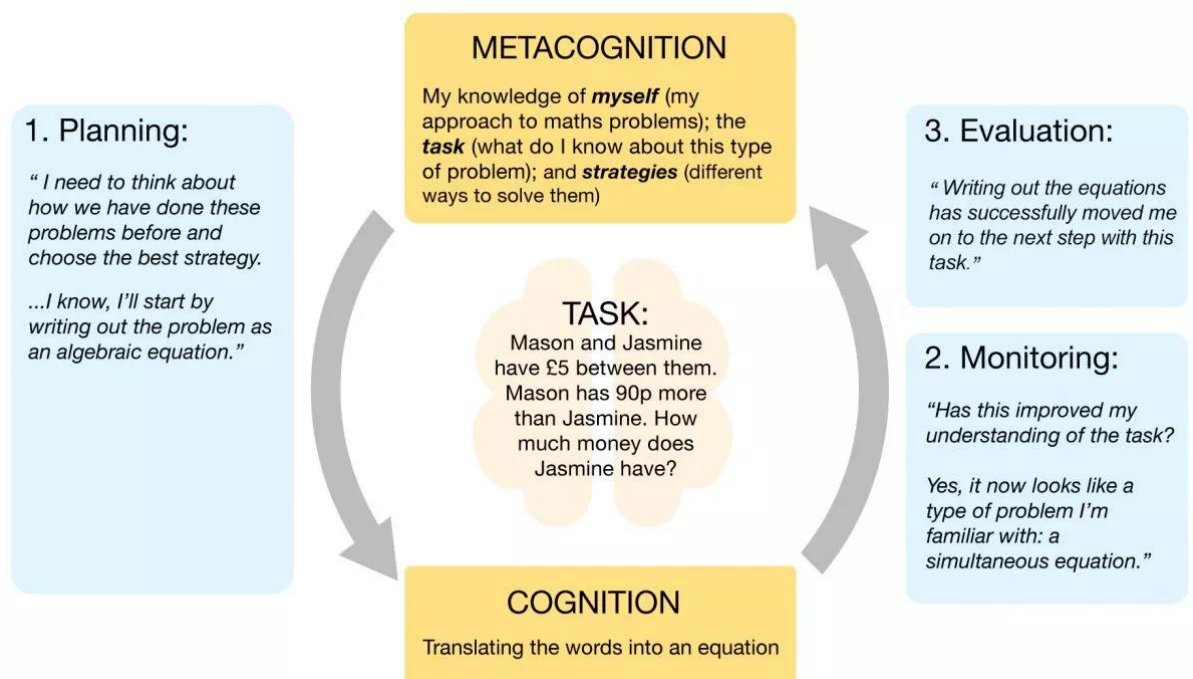 METACOGNITION
My knowledge of myself (my
approach to maths problems); the
task (what do I know about this type
of problem); and strategies (different
ways to solve them)
1. Planning:
“ I need to think about
how we have done these
problems before and
choose the best strategy.
...I know, I’ll start by
writing out the problem as
an algebraic equation.”
TASK:
Mason and Jasmine
have £5 between them.
Mason has 90p more
than Jasmine. How
much money does
Jasmine have?
COGNITION
Translating the words into an equation
3. Evaluation:
“ Writing out the equations
has successfully moved me
on to the next step with this
task.”
2. Monitoring:
“Has this improved my
understanding of the task?
Yes, it now looks like a
type of problem I’m
familiar with: a
simultaneous equation.”